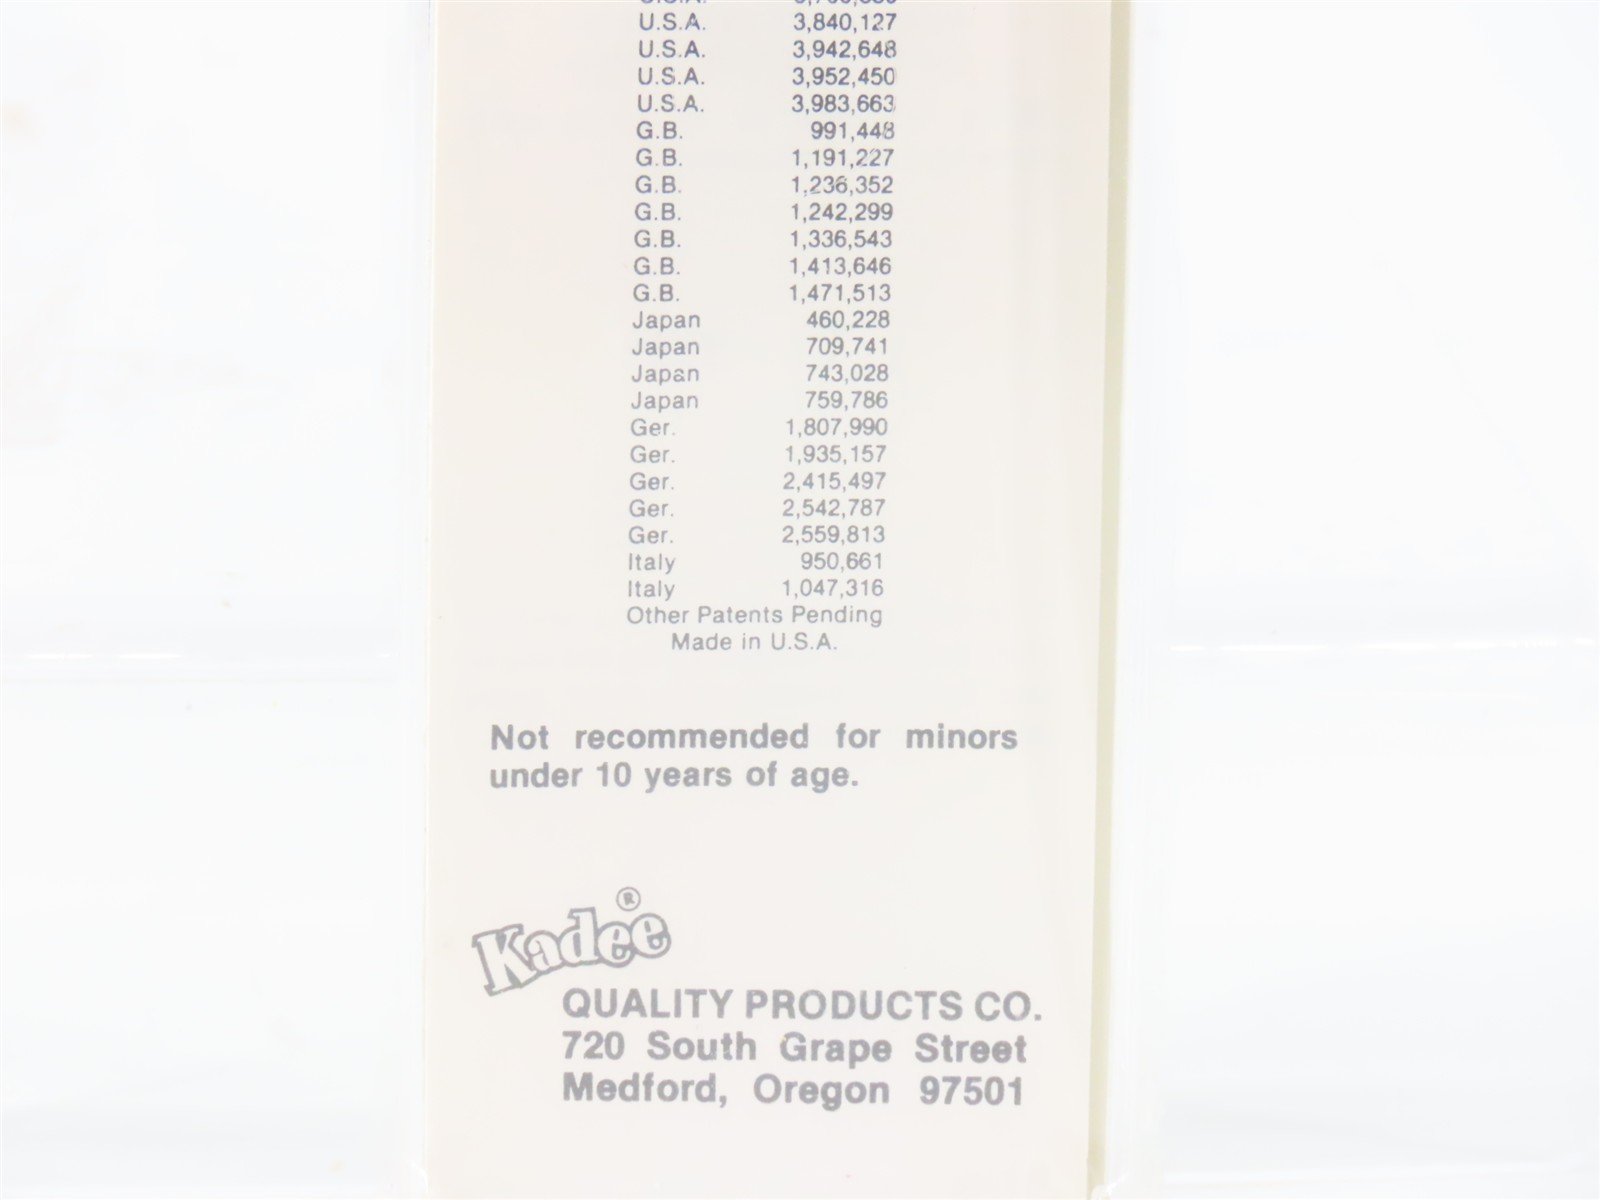 U.S.A. 3,840,127
U.S.A. 3,942,648
U.S.A. 3,952,450
U.S.A. 3,983,663
G.B. 991,448
G.B. 1,191,227
G.B. 1,236,352
G.B. 1,242,299
G.B. 1,336,543
G.B. 1,413,646
G.B. 1,471,513
Japan 460,228
Japan 709,741
Japan 743,028
Japan 759,786
Ger. 1,807,990
Ger. 1,935,157
Ger. 2,415,497
Ger. 2,542,787
Ger. 2,559,813
Italy 950,661
Italy 1,047,316
Other Patents Pending
Made in U.S.A.
Not recommended for minors
under 10 years of age.
Kadee®
QUALITY PRODUCTS CO.
720 South Grape Street
Medford, Oregon 97501